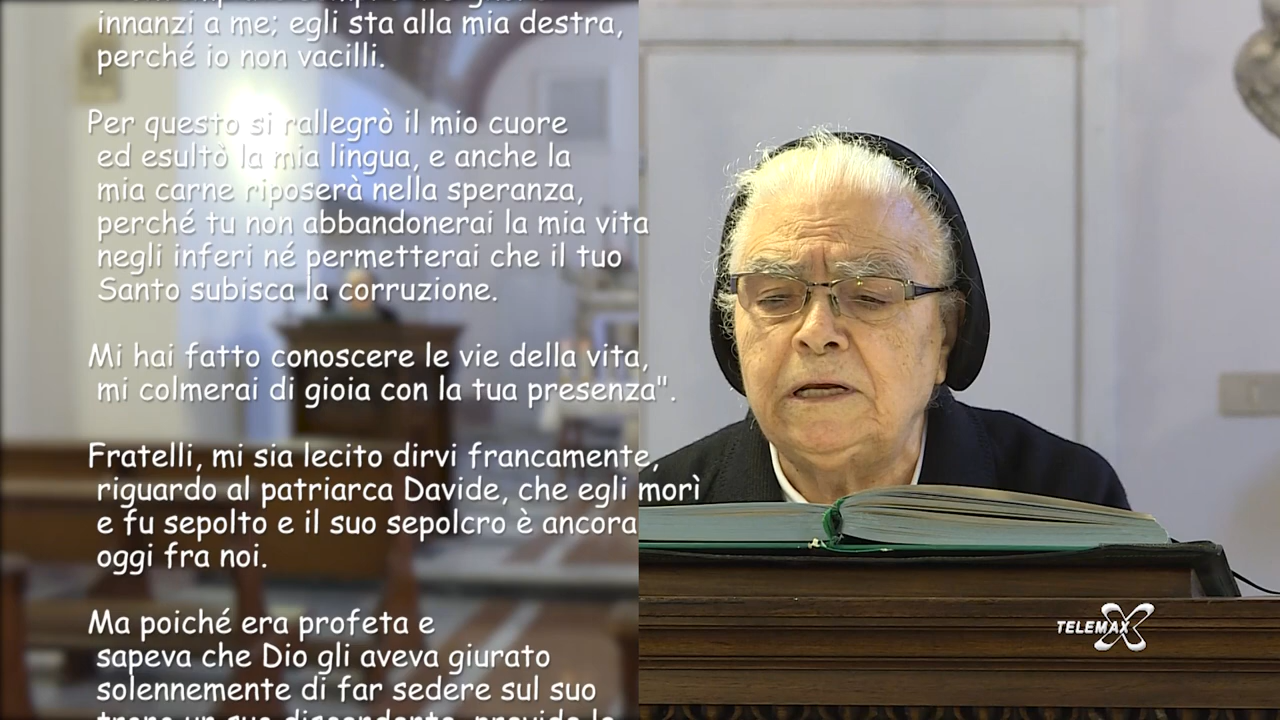 innanzi a me; egli sta alla mia destra,
perché io non vacilli.
Per questo si rallegrò il mio cuore
ed esultò la mia lingua, e anche la
mia carne riposerà nella speranza,
perché tu non abbandonerai la mia vita
negli inferi né permetterai che il tuo
Santo subisca la corruzione.
Mi hai fatto conoscere le vie della vita,
mi colmerai di gioia con la tua presenza".
Fratelli, mi sia lecito dirvi francamente,
riguardo al patriarca Davide, che egli morì
e fu sepolto e il suo sepolcro è ancora
oggi fra noi.
Ma poiché era profeta e
sapeva che Dio gli aveva giurato
solennemente di far sedere sul suo
TELEMAX